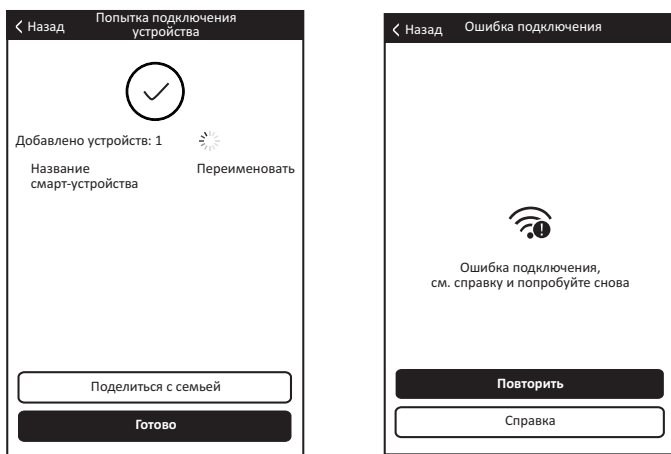 Назад
Попытка подключения
устройства
Добавлено устройств: 1
Название
смарт-устройства
Переименовать
Поделиться с семьей
Готово
Назад
Ошибка подключения
Ошибка подключения,
см. справку и попробуйте снова
Повторить
Справка